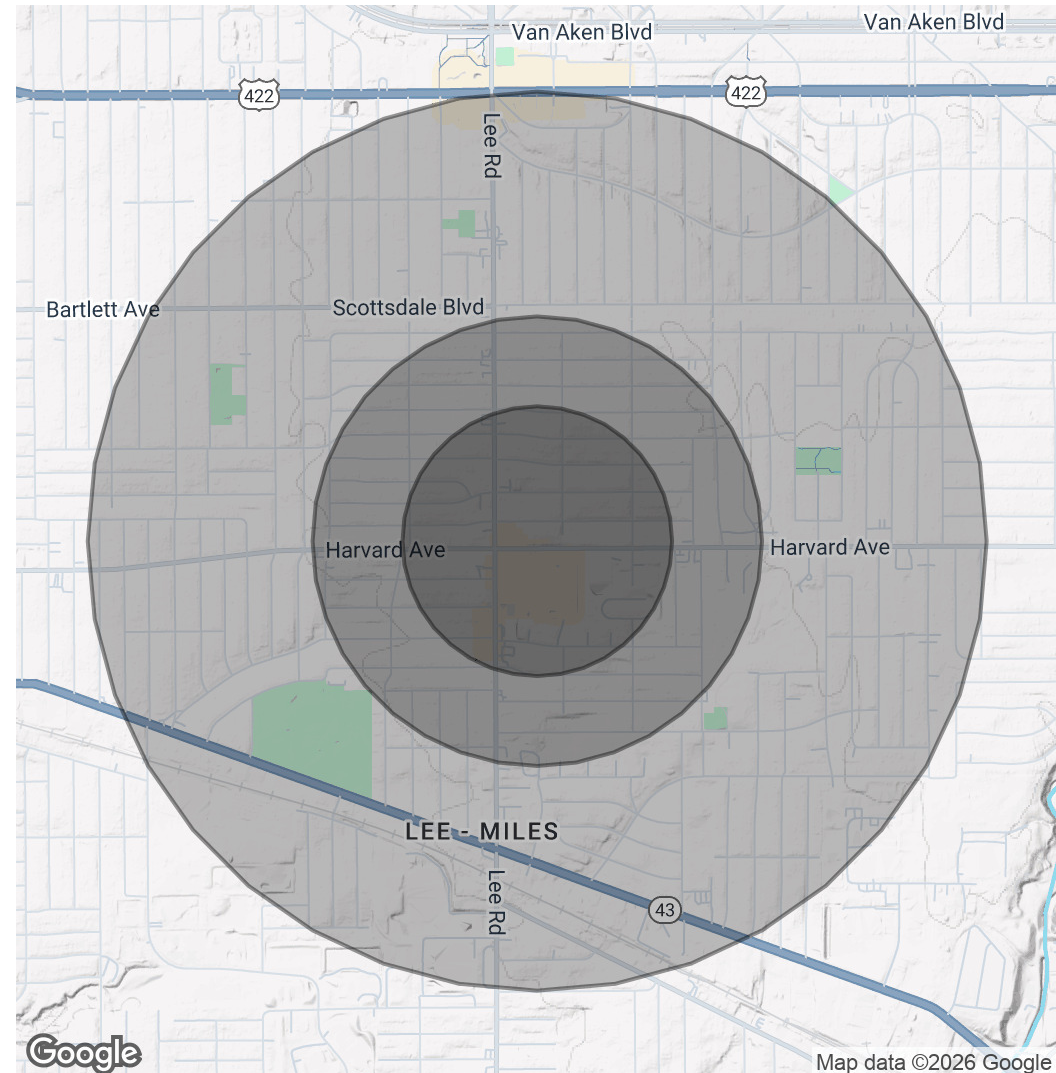 Van Aken Blvd
Van Aken Blvd
422
422
Lee Rd
Bartlett Ave
Scottsdale Blvd
Harvard Ave
Harvard Ave
LEE - MILES
Lee Rd
43
Google
Map data ©2026 Google